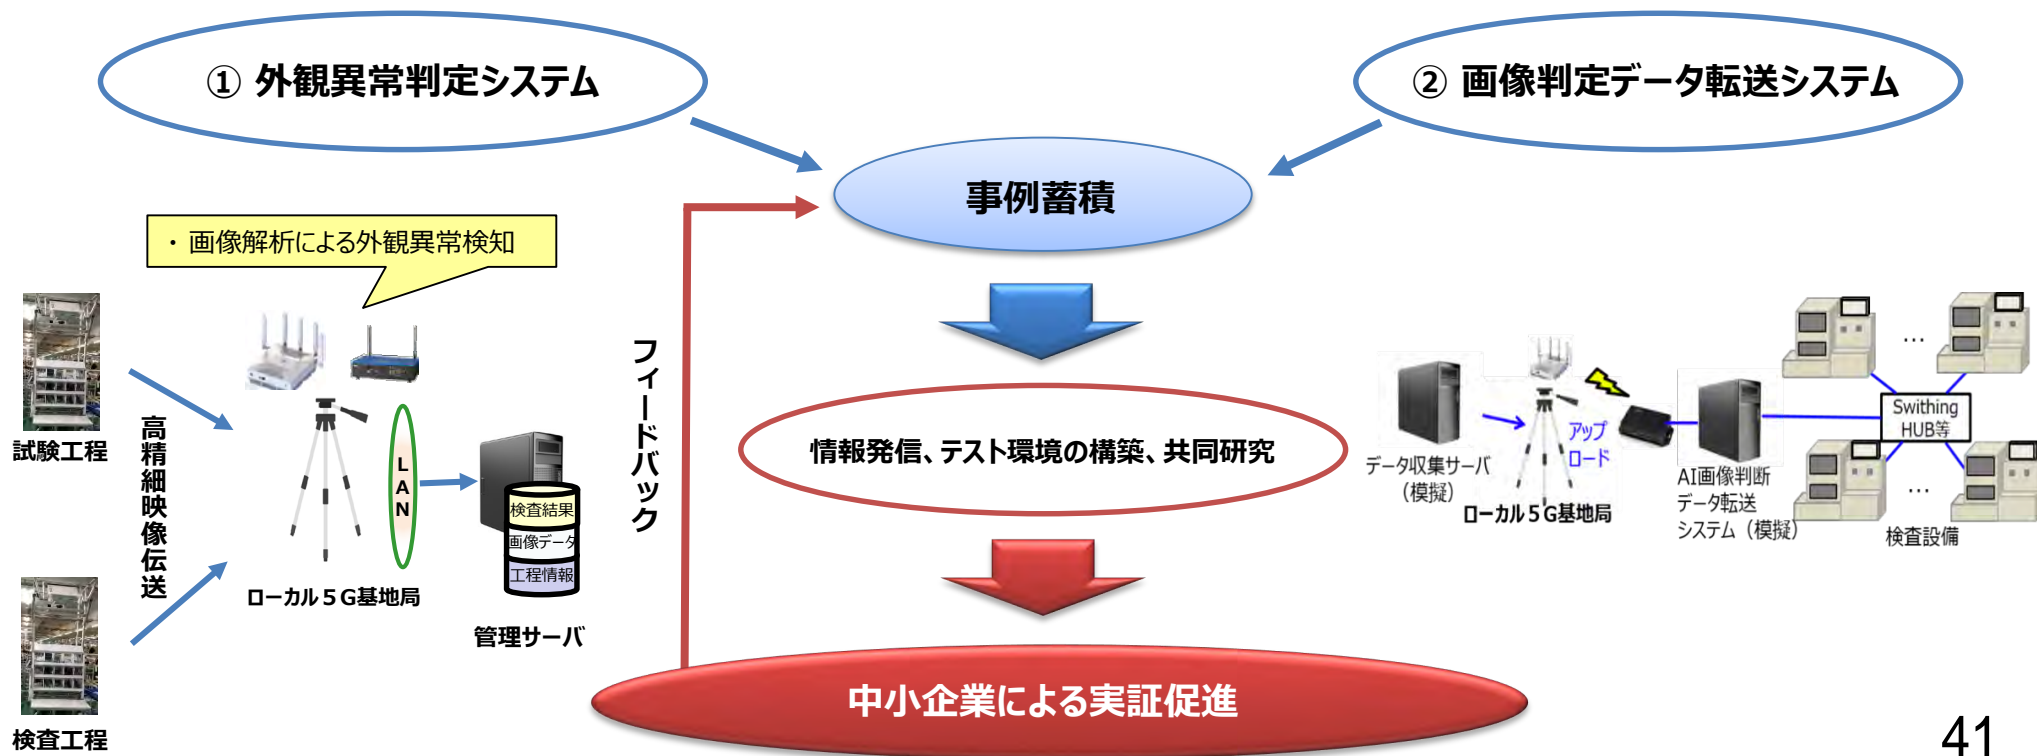 ① 外観異常判定システム
② 画像判定データ転送システム
事例蓄積
・ 画像解析による外観異常検知
試験工程
高精細映像伝送
検査工程
ローカル５G基地局
LAN
検査結果
画像データ
工程情報
管理サーバ
フィードバック
情報発信、テスト環境の構築、共同研究
中小企業による実証促進
データ収集サーバ
（模擬）
アップ
ロード
ローカル５G基地局
AI画像判断
データ転送
システム（模擬）
…
Swithing
HUB等
…
検査設備
41